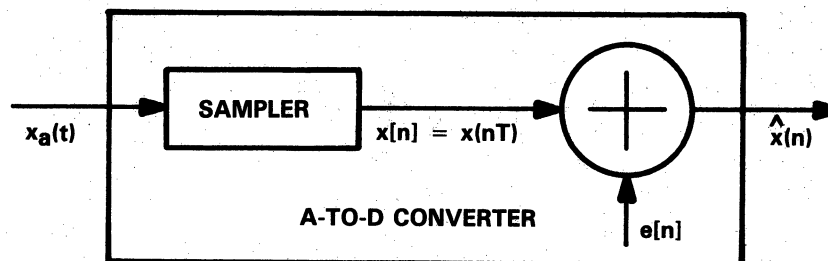 SAMPLER
xa(t)
x[n] = x(nT)
x̂(n)
A-TO-D CONVERTER
e[n]